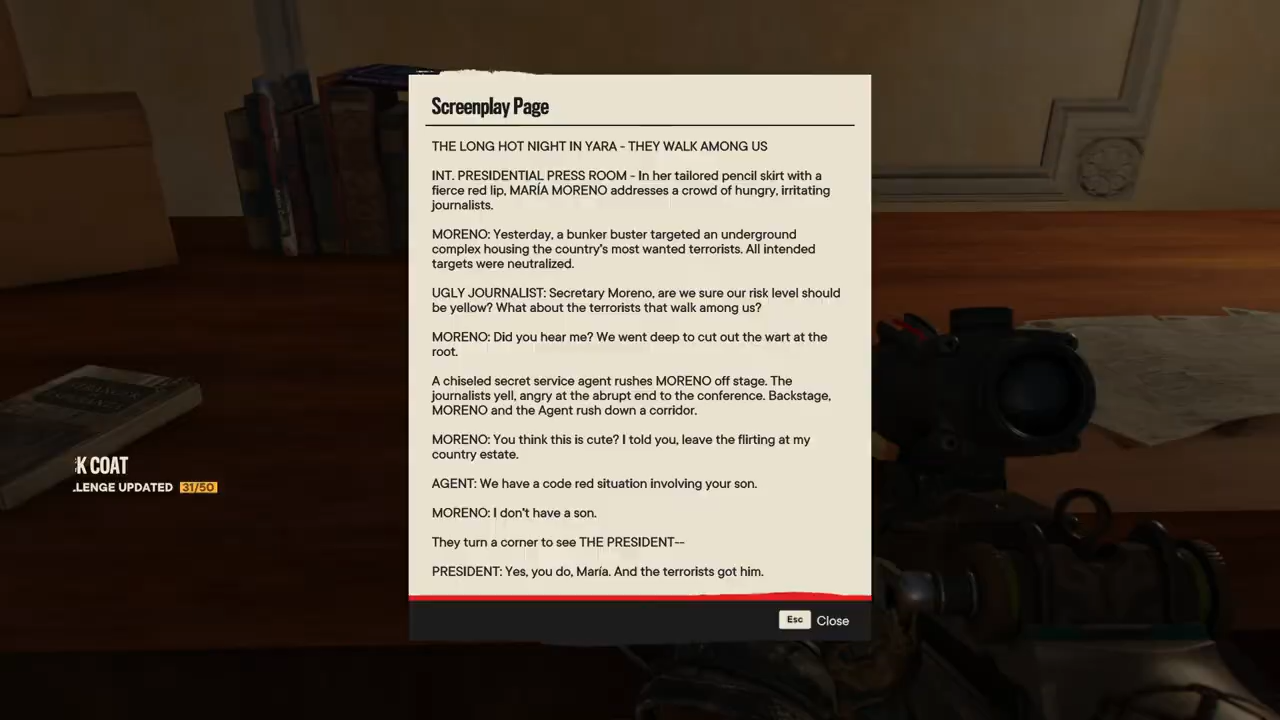 Screenplay Page
THE LONG HOT NIGHT IN YARA - THEY WALK AMONG US
INT. PRESIDENTIAL PRESS ROOM - In her tailored pencil skirt with a
fierce red lip, MARÍA MORENO addresses a crowd of hungry, irritating
journalists.
MORENO: Yesterday, a bunker buster targeted an underground
complex housing the country's most wanted terrorists. All intended
targets were neutralized.
UGLY JOURNALIST: Secretary Moreno, are we sure our risk level should
be yellow? What about the terrorists that walk among us?
MORENO: Did you hear me? We went deep to cut out the wart at the
root.
A chiseled secret service agent rushes MORENO off stage. The
journalists yell, angry at the abrupt end to the conference. Backstage,
MORENO and the Agent rush down a corridor.
MORENO: You think this is cute? I told you, leave the flirting at my
country estate.
AGENT: We have a code red situation involving your son.
MORENO: I don't have a son.
They turn a corner to see THE PRESIDENT--
PRESIDENT: Yes, you do, María. And the terrorists got him.
Esc Close
K COAT
LLENGE UPDATED 31/50